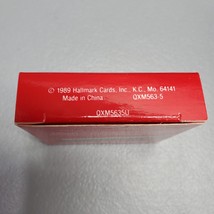 © 1989 Hallmark Cards, Inc., K.C., Mo. 64141
Made in China. QXM563-5
QXM5635U